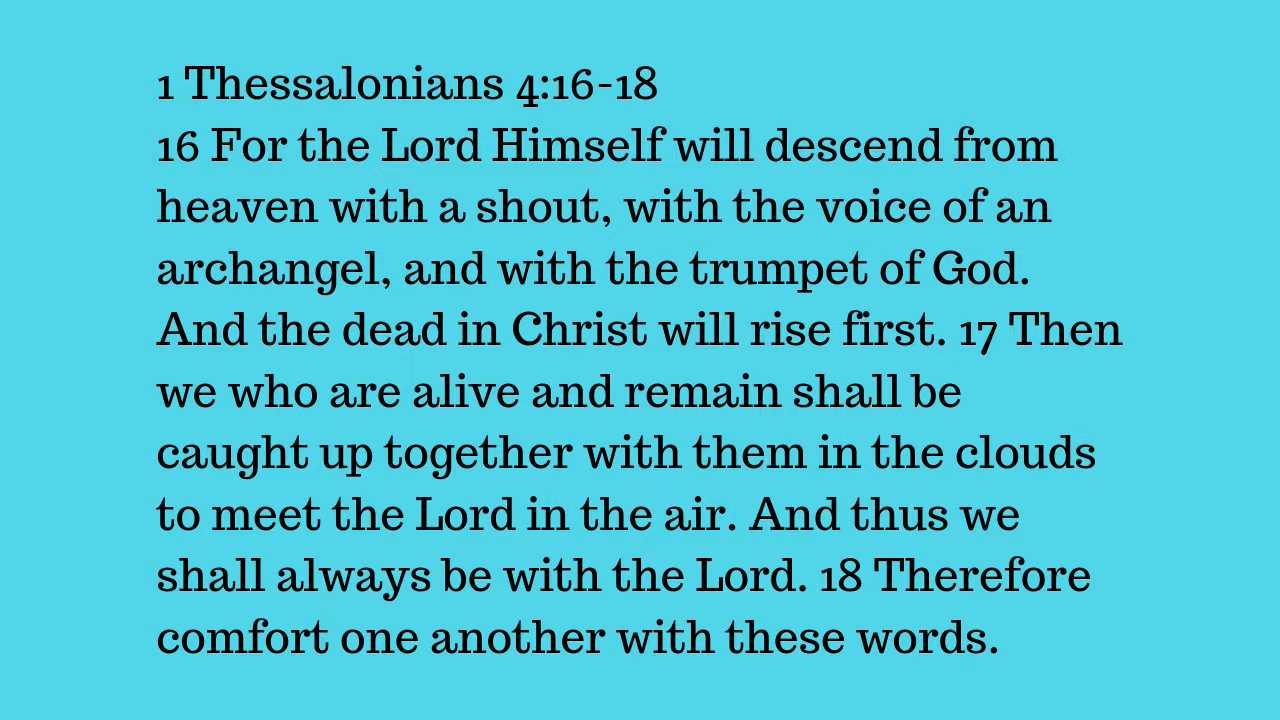 1 Thessalonians 4:16-18
16 For the Lord Himself will descend from
heaven with a shout, with the voice of an
archangel, and with the trumpet of God.
And the dead in Christ will rise first. 17 Then
we who are alive and remain shall be
caught up together with them in the clouds
to meet the Lord in the air. And thus we
shall always be with the Lord. 18 Therefore
comfort one another with these words.